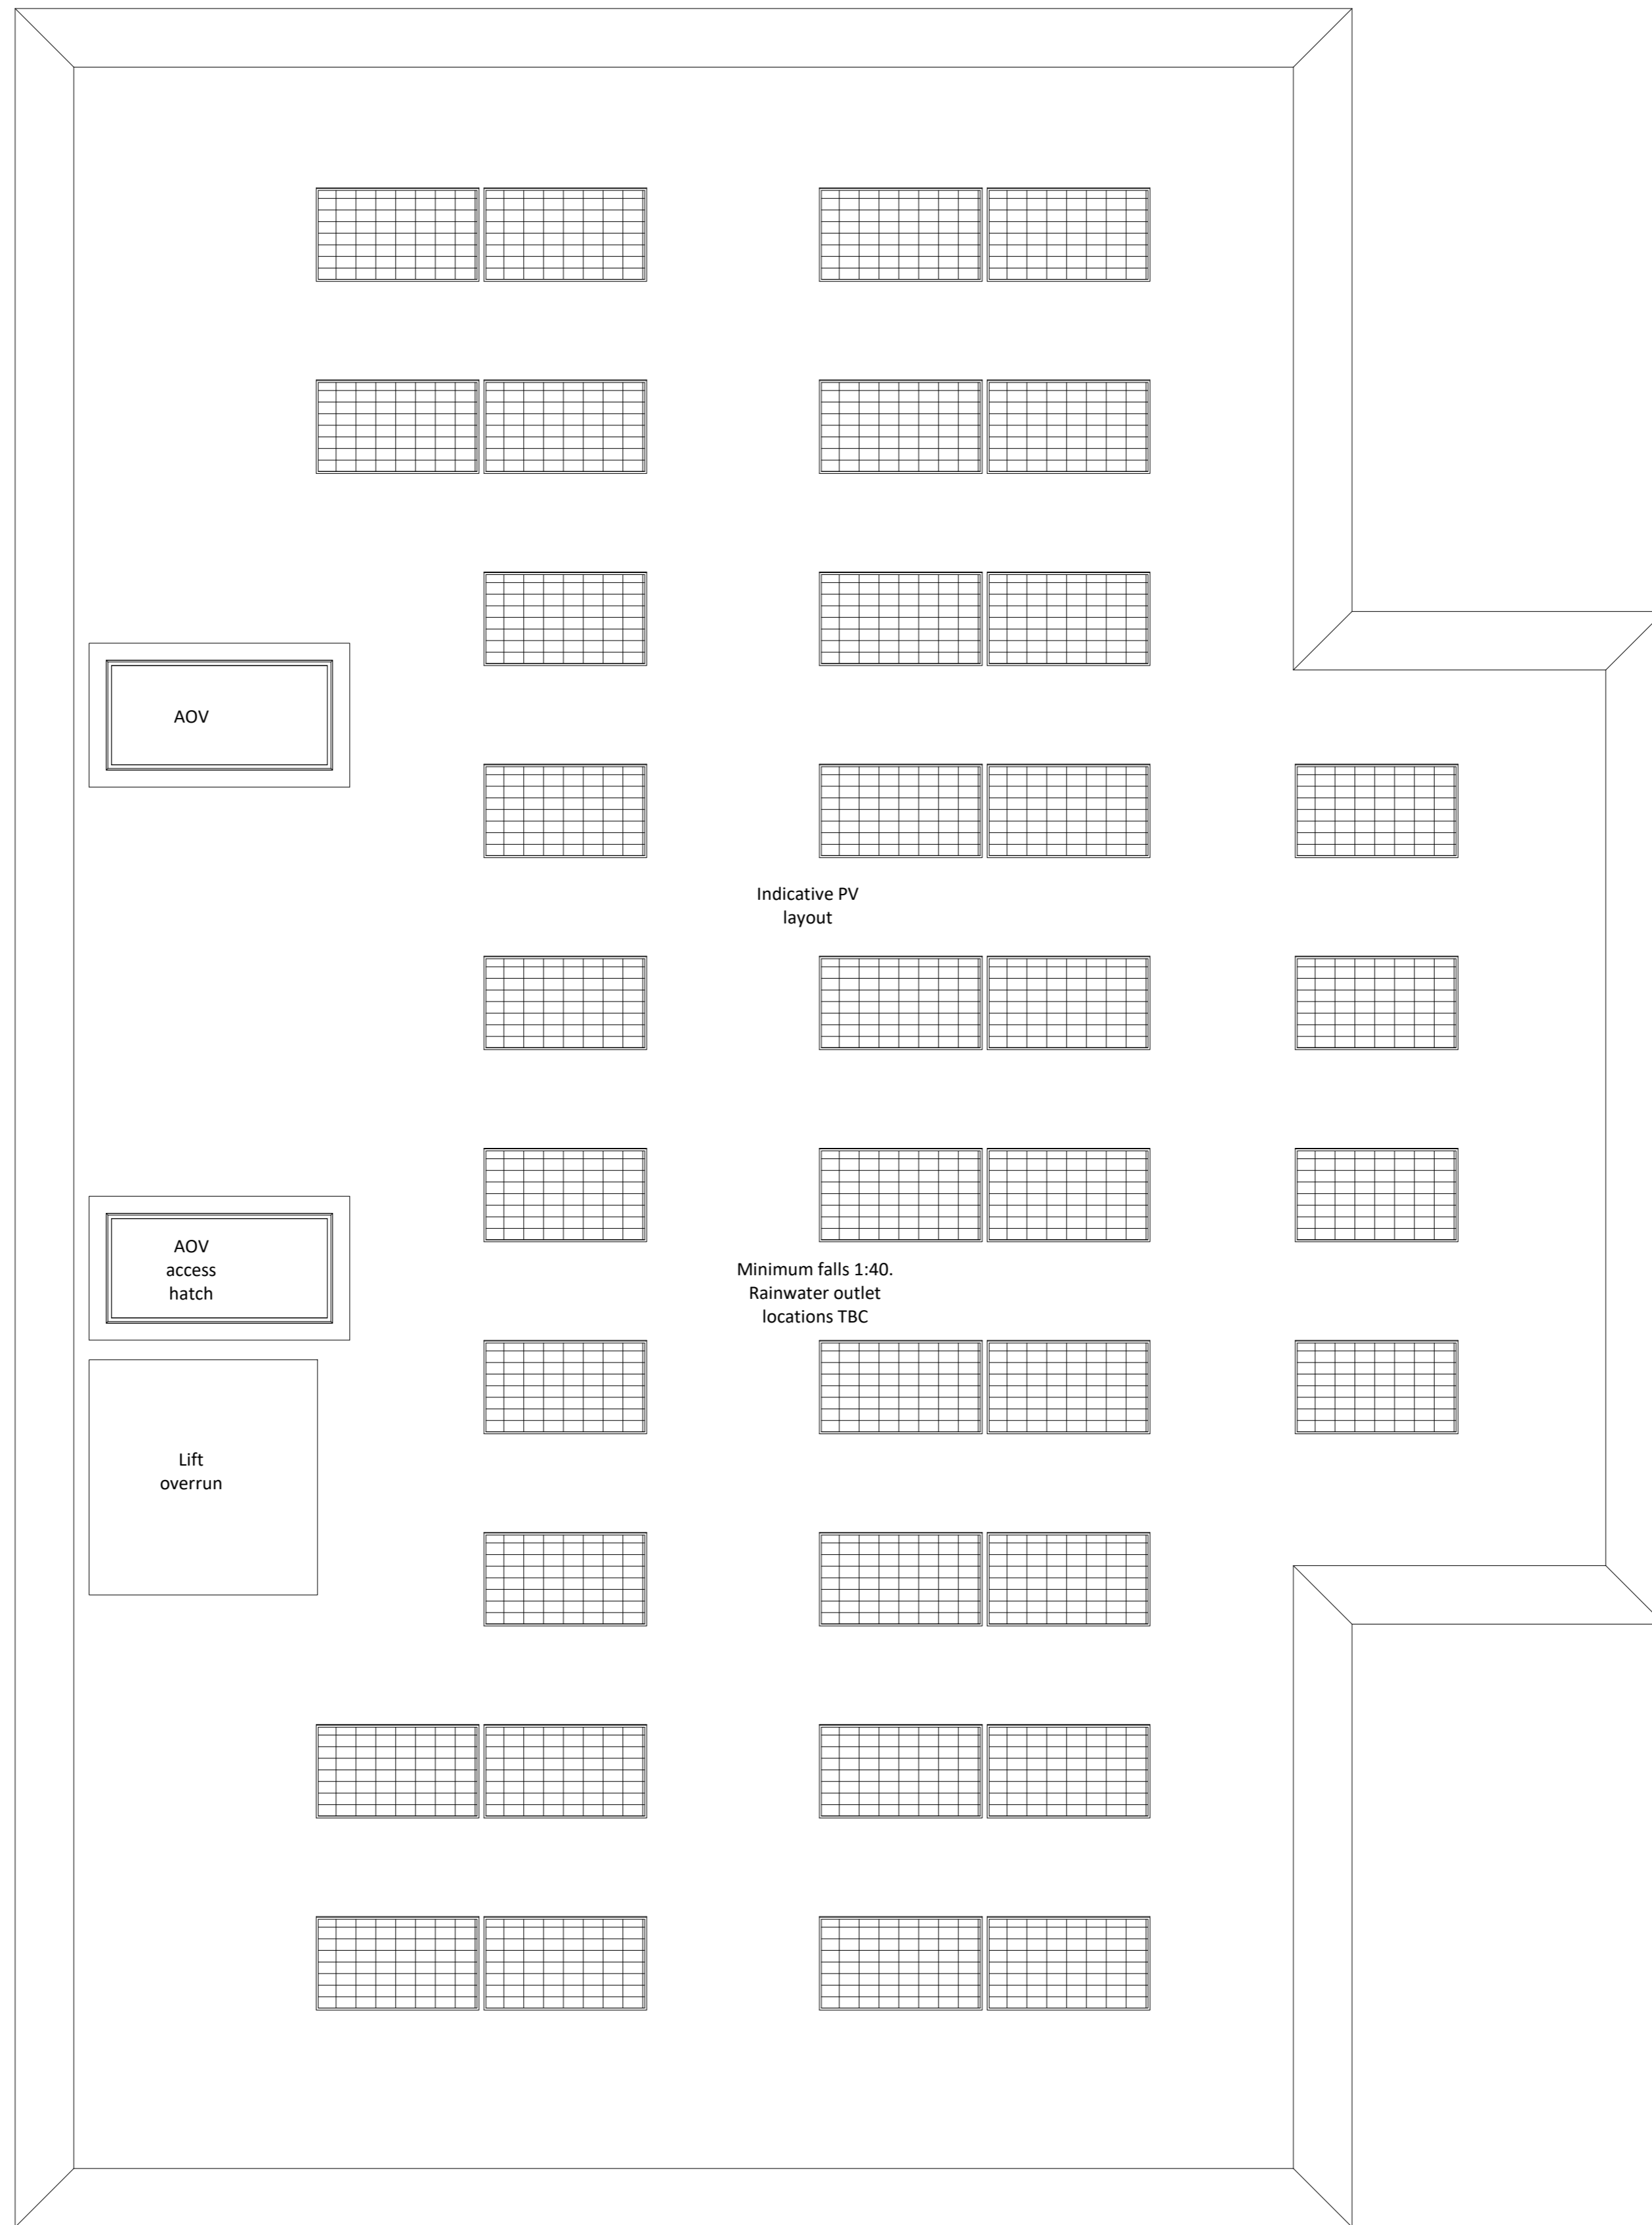 AOV
Indicative PV
layout
AOV
access
hatch
Minimum falls 1:40.
Rainwater outlet
locations TBC
Lift
overrun